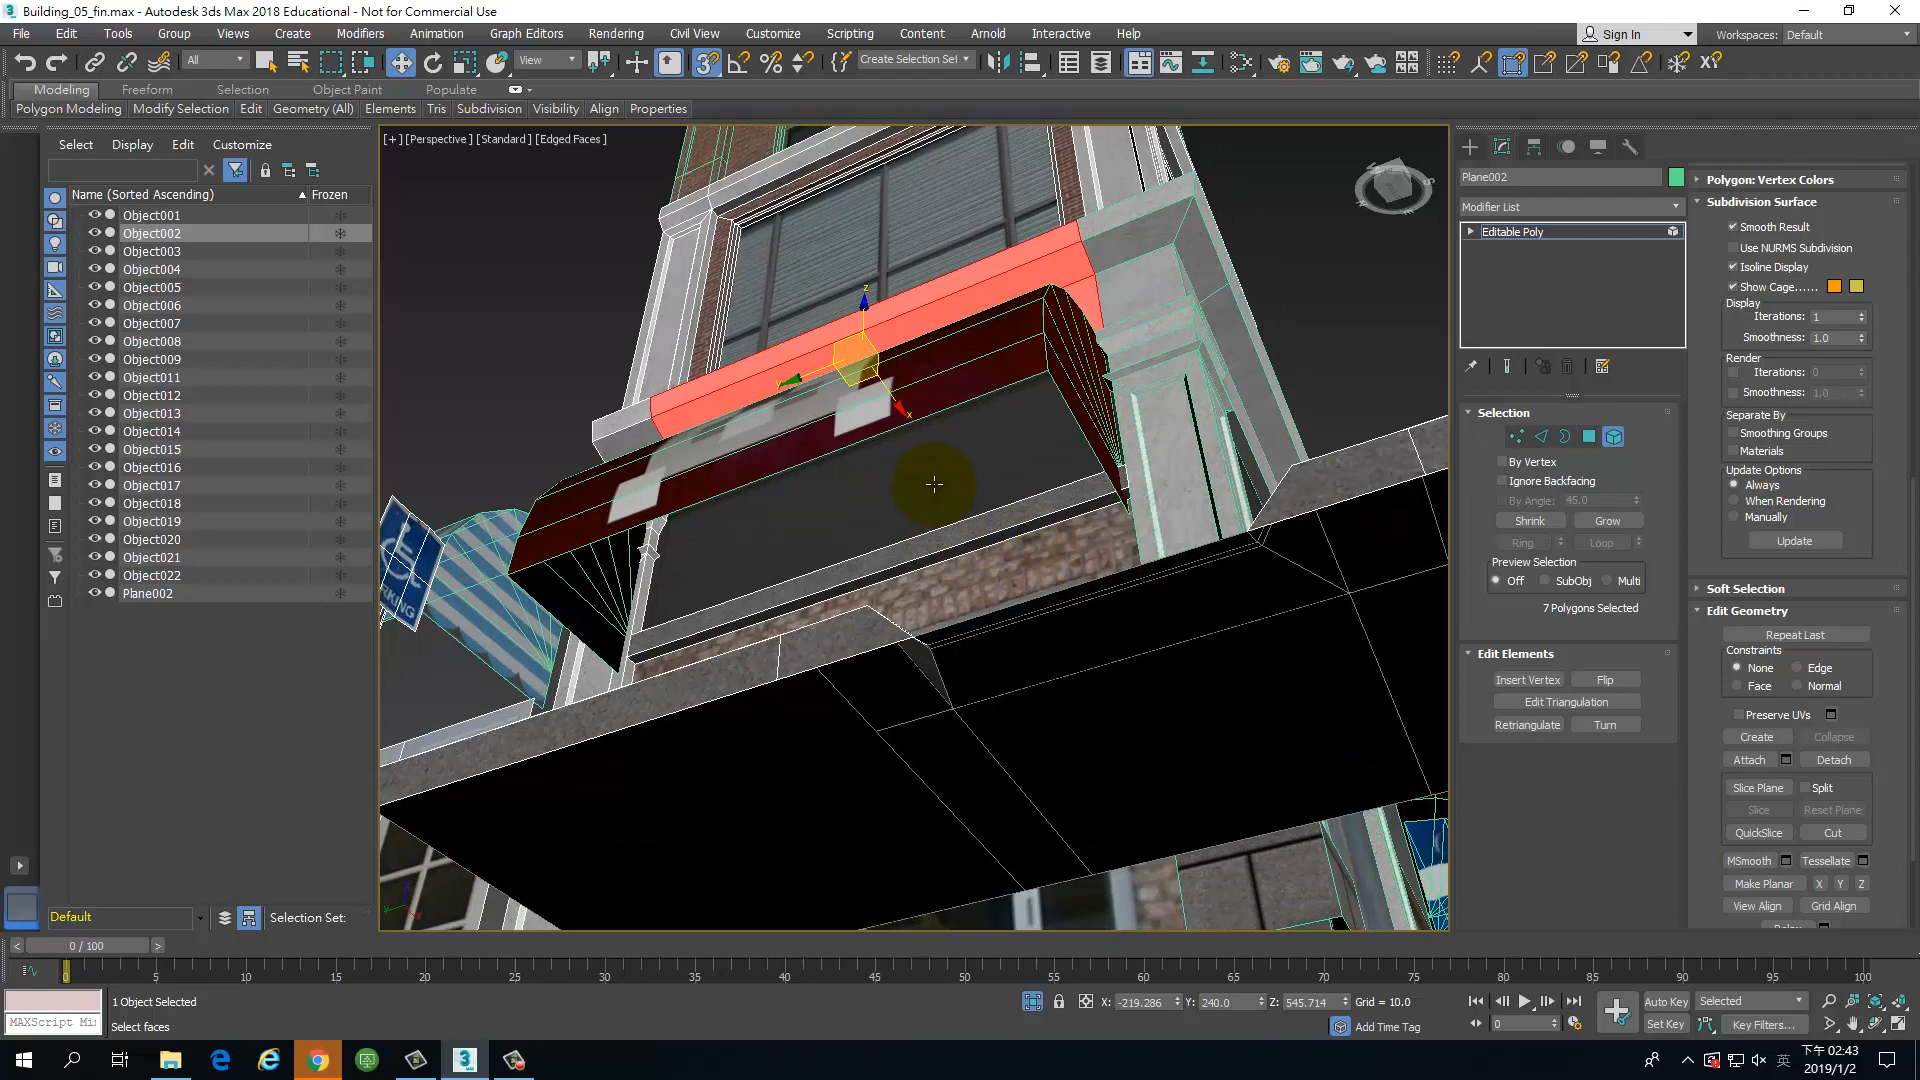 Building_05_fin.max - Autodesk 3ds Max 2018 Educational - Not for Commercial Use
File Edit Tools Group Views Create Modifiers Animation Graph Editors Rendering Civil View Customize Scripting Content Arnold Interactive Help
Sign In Workspaces: Default
All View Create Selection Set
Modeling Freeform Selection Object Paint Populate
Polygon Modeling Modify Selection Edit Geometry (All) Elements Tris Subdivision Visibility Align Properties
Select Display Edit Customize
Name (Sorted Ascending) Frozen
Object001
Object002
Object003
Object004
Object005
Object006
Object007
Object008
Object009
Object011
Object012
Object013
Object014
Object015
Object016
Object017
Object018
Object019
Object020
Object021
Object022
Plane002
Default Selection Set:
[+] [Perspective ] [Standard ] [Edged Faces ]
z
x
Plane002
Modifier List
Editable Poly
Selection
By Vertex
Ignore Backfacing
By Angle: 45.0
Shrink Grow
Ring Loop
Preview Selection
Off SubObj Multi
7 Polygons Selected
Edit Elements
Insert Vertex Flip
Edit Triangulation
Retriangulate Turn
Polygon: Vertex Colors
Subdivision Surface
Smooth Result
Use NURMS Subdivision
Isoline Display
Show Cage......
Display
Iterations: 1
Smoothness: 1.0
Render
Iterations: 0
Smoothness: 1.0
Separate By
Smoothing Groups
Materials
Update Options
Always
When Rendering
Manually
Update
Soft Selection
Edit Geometry
Repeat Last
Constraints
None Edge
Face Normal
Preserve UVs
Create Collapse
Attach Detach
Slice Plane Split
Slice Reset Plane
QuickSlice Cut
MSmooth Tessellate
Make Planar X Y Z
View Align Grid Align
0 / 100
0 5 10 15 20 25 30 35 40 45 50 55 60 65 70 75 80 85 90 95 100
1 Object Selected
Select faces
MAXScript Mi
X: -219.286 Y: 240.0 Z: 545.714 Grid = 10.0
Add Time Tag
0
Auto Key Selected
Set Key Key Filters...
英
下午 02:43
2019/1/2